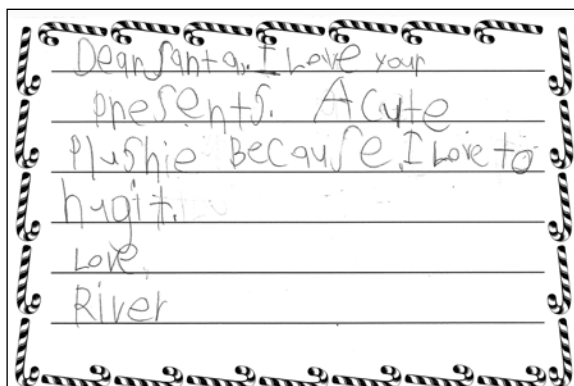 Dear Santa, I Love your
presents. A cute
Plushie Because I Love to
hug it.
Love,
River